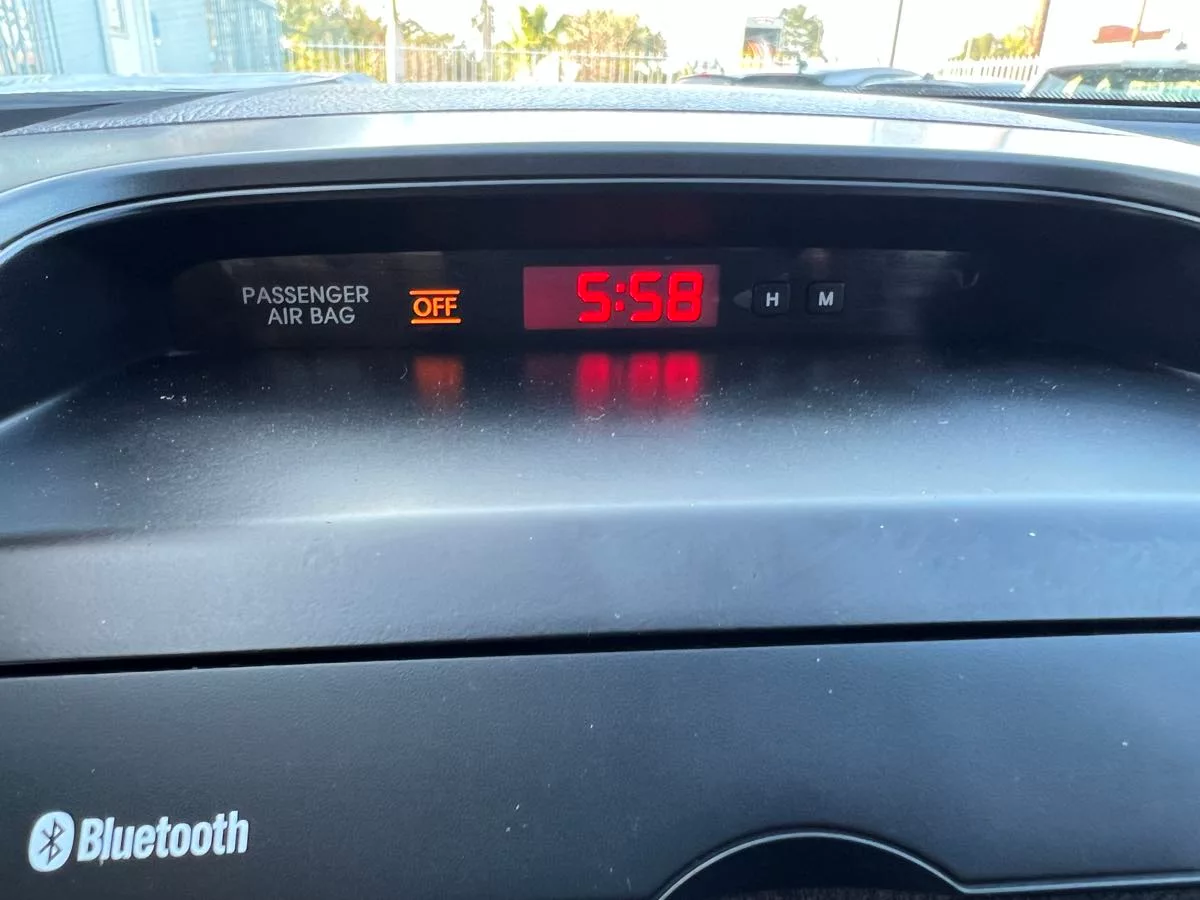 PASSENGER
AIR BAG
OFF
5:58
H
M
Bluetooth